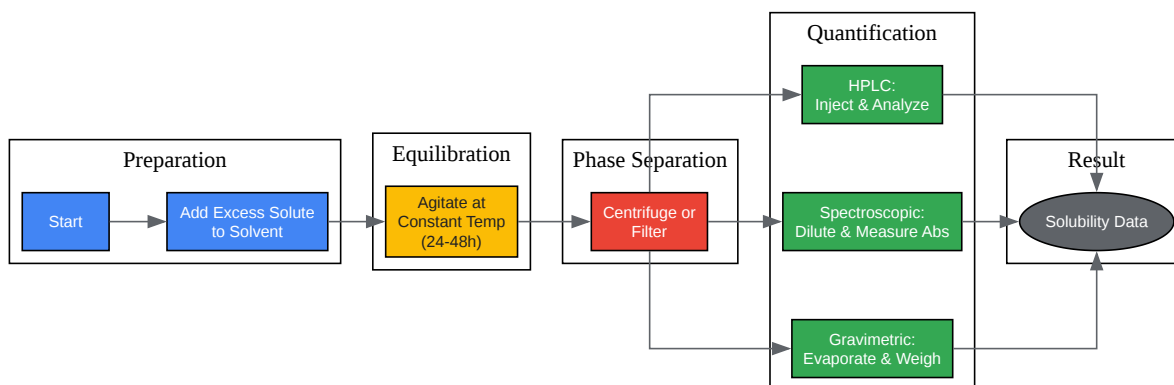 Preparation
Start
Add Excess Solute
to Solvent
Equilibration
Agitate at
Constant Temp
(24-48h)
Phase Separation
Centrifuge or
Filter
Quantification
HPLC:
Inject & Analyze
Spectroscopic:
Dilute & Measure Abs
Gravimetric:
Evaporate & Weigh
Result
Solubility Data